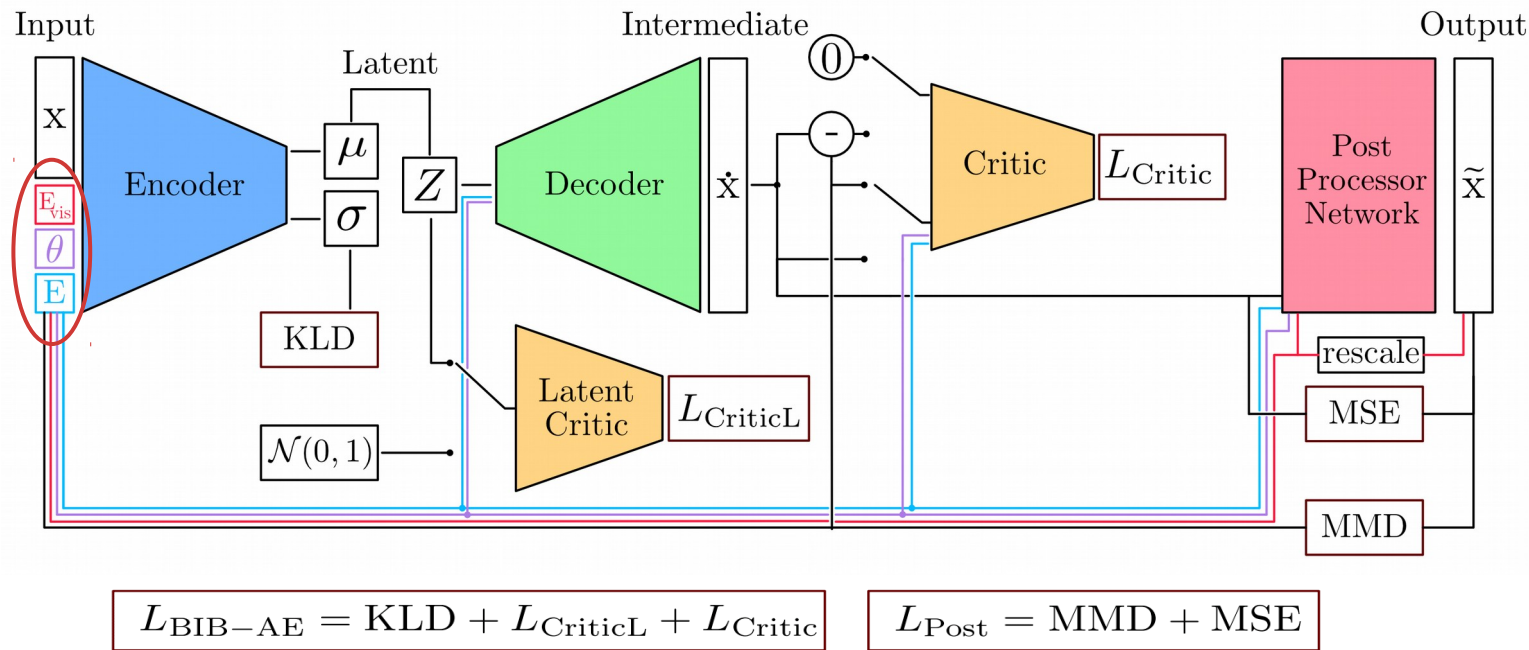 Input
Intermediate
Output
Latent
0
x
μ
-
Critic
L_Critic
Post
Processor
Network
Encoder
Z
Decoder
ẋ
x̃
E_vis
σ
θ
E
KLD
rescale
Latent
Critic
L_CriticL
MSE
𝒩(0, 1)
MMD
L_BIB−AE = KLD + L_CriticL + L_Critic
L_Post = MMD + MSE